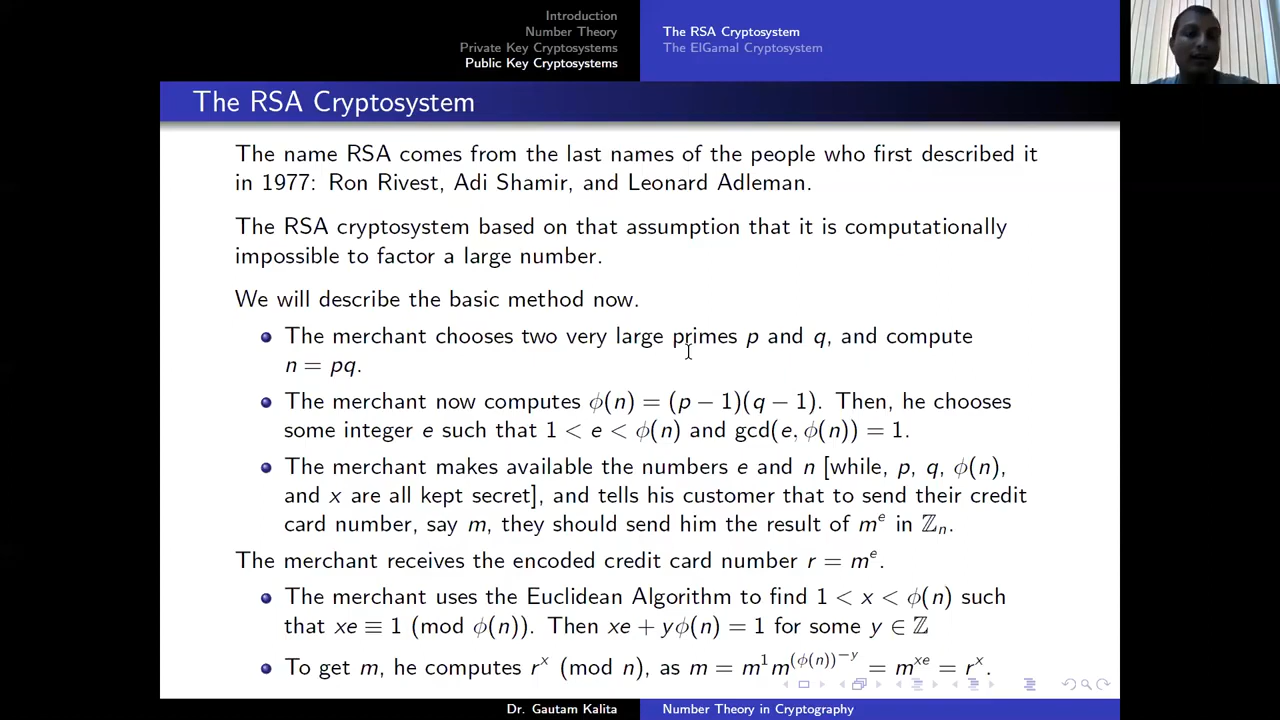 Introduction
Number Theory
Private Key Cryptosystems
Public Key Cryptosystems
The RSA Cryptosystem
The ElGamal Cryptosystem
The RSA Cryptosystem
The name RSA comes from the last names of the people who first described it
in 1977: Ron Rivest, Adi Shamir, and Leonard Adleman.
The RSA cryptosystem based on that assumption that it is computationally
impossible to factor a large number.
We will describe the basic method now.
The merchant chooses two very large primes p and q, and compute
n = pq.
The merchant now computes ϕ(n) = (p − 1)(q − 1). Then, he chooses
some integer e such that 1 < e < ϕ(n) and gcd(e, ϕ(n)) = 1.
The merchant makes available the numbers e and n [while, p, q, ϕ(n),
and x are all kept secret], and tells his customer that to send their credit
card number, say m, they should send him the result of m^e in ℤ_n.
The merchant receives the encoded credit card number r = m^e.
The merchant uses the Euclidean Algorithm to find 1 < x < ϕ(n) such
that xe ≡ 1 (mod ϕ(n)). Then xe + yϕ(n) = 1 for some y ∈ ℤ
To get m, he computes r^x (mod n), as m = m^1 m^{(ϕ(n))^{−y}} = m^{xe} = r^x.
Dr. Gautam Kalita
Number Theory in Cryptography